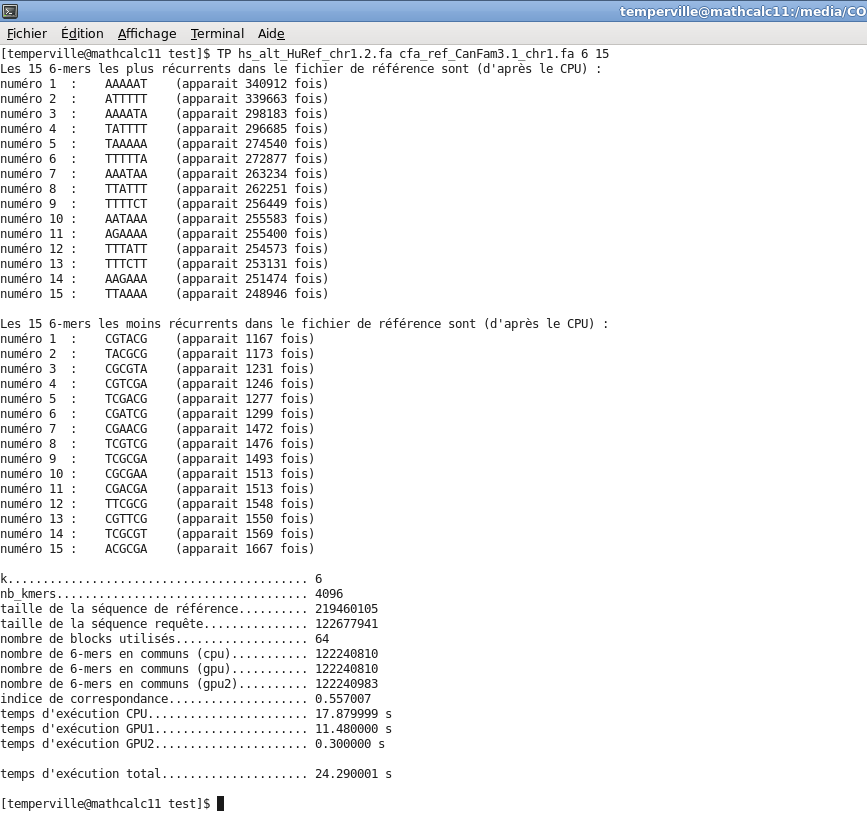 temperville@mathcalc11:/media/CO
Fichier Édition Affichage Terminal Aide
[temperville@mathcalc11 test]$ TP hs_alt_HuRef_chr1.2.fa cfa_ref_CanFam3.1_chr1.fa 6 15
Les 15 6-mers les plus récurrents dans le fichier de référence sont (d'après le CPU) :
numéro 1  :    AAAAAT    (apparait 340912 fois)
numéro 2  :    ATTTTT    (apparait 339663 fois)
numéro 3  :    AAAATA    (apparait 298183 fois)
numéro 4  :    TATTTT    (apparait 296685 fois)
numéro 5  :    TAAAAA    (apparait 274540 fois)
numéro 6  :    TTTTTA    (apparait 272877 fois)
numéro 7  :    AAATAA    (apparait 263234 fois)
numéro 8  :    TTATTT    (apparait 262251 fois)
numéro 9  :    TTTTCT    (apparait 256449 fois)
numéro 10 :    AATAAA    (apparait 255583 fois)
numéro 11 :    AGAAAA    (apparait 255400 fois)
numéro 12 :    TTTATT    (apparait 254573 fois)
numéro 13 :    TTTCTT    (apparait 253131 fois)
numéro 14 :    AAGAAA    (apparait 251474 fois)
numéro 15 :    TTAAAA    (apparait 248946 fois)
Les 15 6-mers les moins récurrents dans le fichier de référence sont (d'après le CPU) :
numéro 1  :    CGTACG    (apparait 1167 fois)
numéro 2  :    TACGCG    (apparait 1173 fois)
numéro 3  :    CGCGTA    (apparait 1231 fois)
numéro 4  :    CGTCGA    (apparait 1246 fois)
numéro 5  :    TCGACG    (apparait 1277 fois)
numéro 6  :    CGATCG    (apparait 1299 fois)
numéro 7  :    CGAACG    (apparait 1472 fois)
numéro 8  :    TCGTCG    (apparait 1476 fois)
numéro 9  :    TCGCGA    (apparait 1493 fois)
numéro 10 :    CGCGAA    (apparait 1513 fois)
numéro 11 :    CGACGA    (apparait 1513 fois)
numéro 12 :    TTCGCG    (apparait 1548 fois)
numéro 13 :    CGTTCG    (apparait 1550 fois)
numéro 14 :    TCGCGT    (apparait 1569 fois)
numéro 15 :    ACGCGA    (apparait 1667 fois)
k........................................... 6
nb_kmers.................................... 4096
taille de la séquence de référence.......... 219460105
taille de la séquence requête............... 122677941
nombre de blocks utilisés................... 64
nombre de 6-mers en communs (cpu)........... 122240810
nombre de 6-mers en communs (gpu)........... 122240810
nombre de 6-mers en communs (gpu2).......... 122240983
indice de correspondance.................... 0.557007
temps d'exécution CPU....................... 17.879999 s
temps d'exécution GPU1...................... 11.480000 s
temps d'exécution GPU2...................... 0.300000 s
temps d'exécution total..................... 24.290001 s
[temperville@mathcalc11 test]$